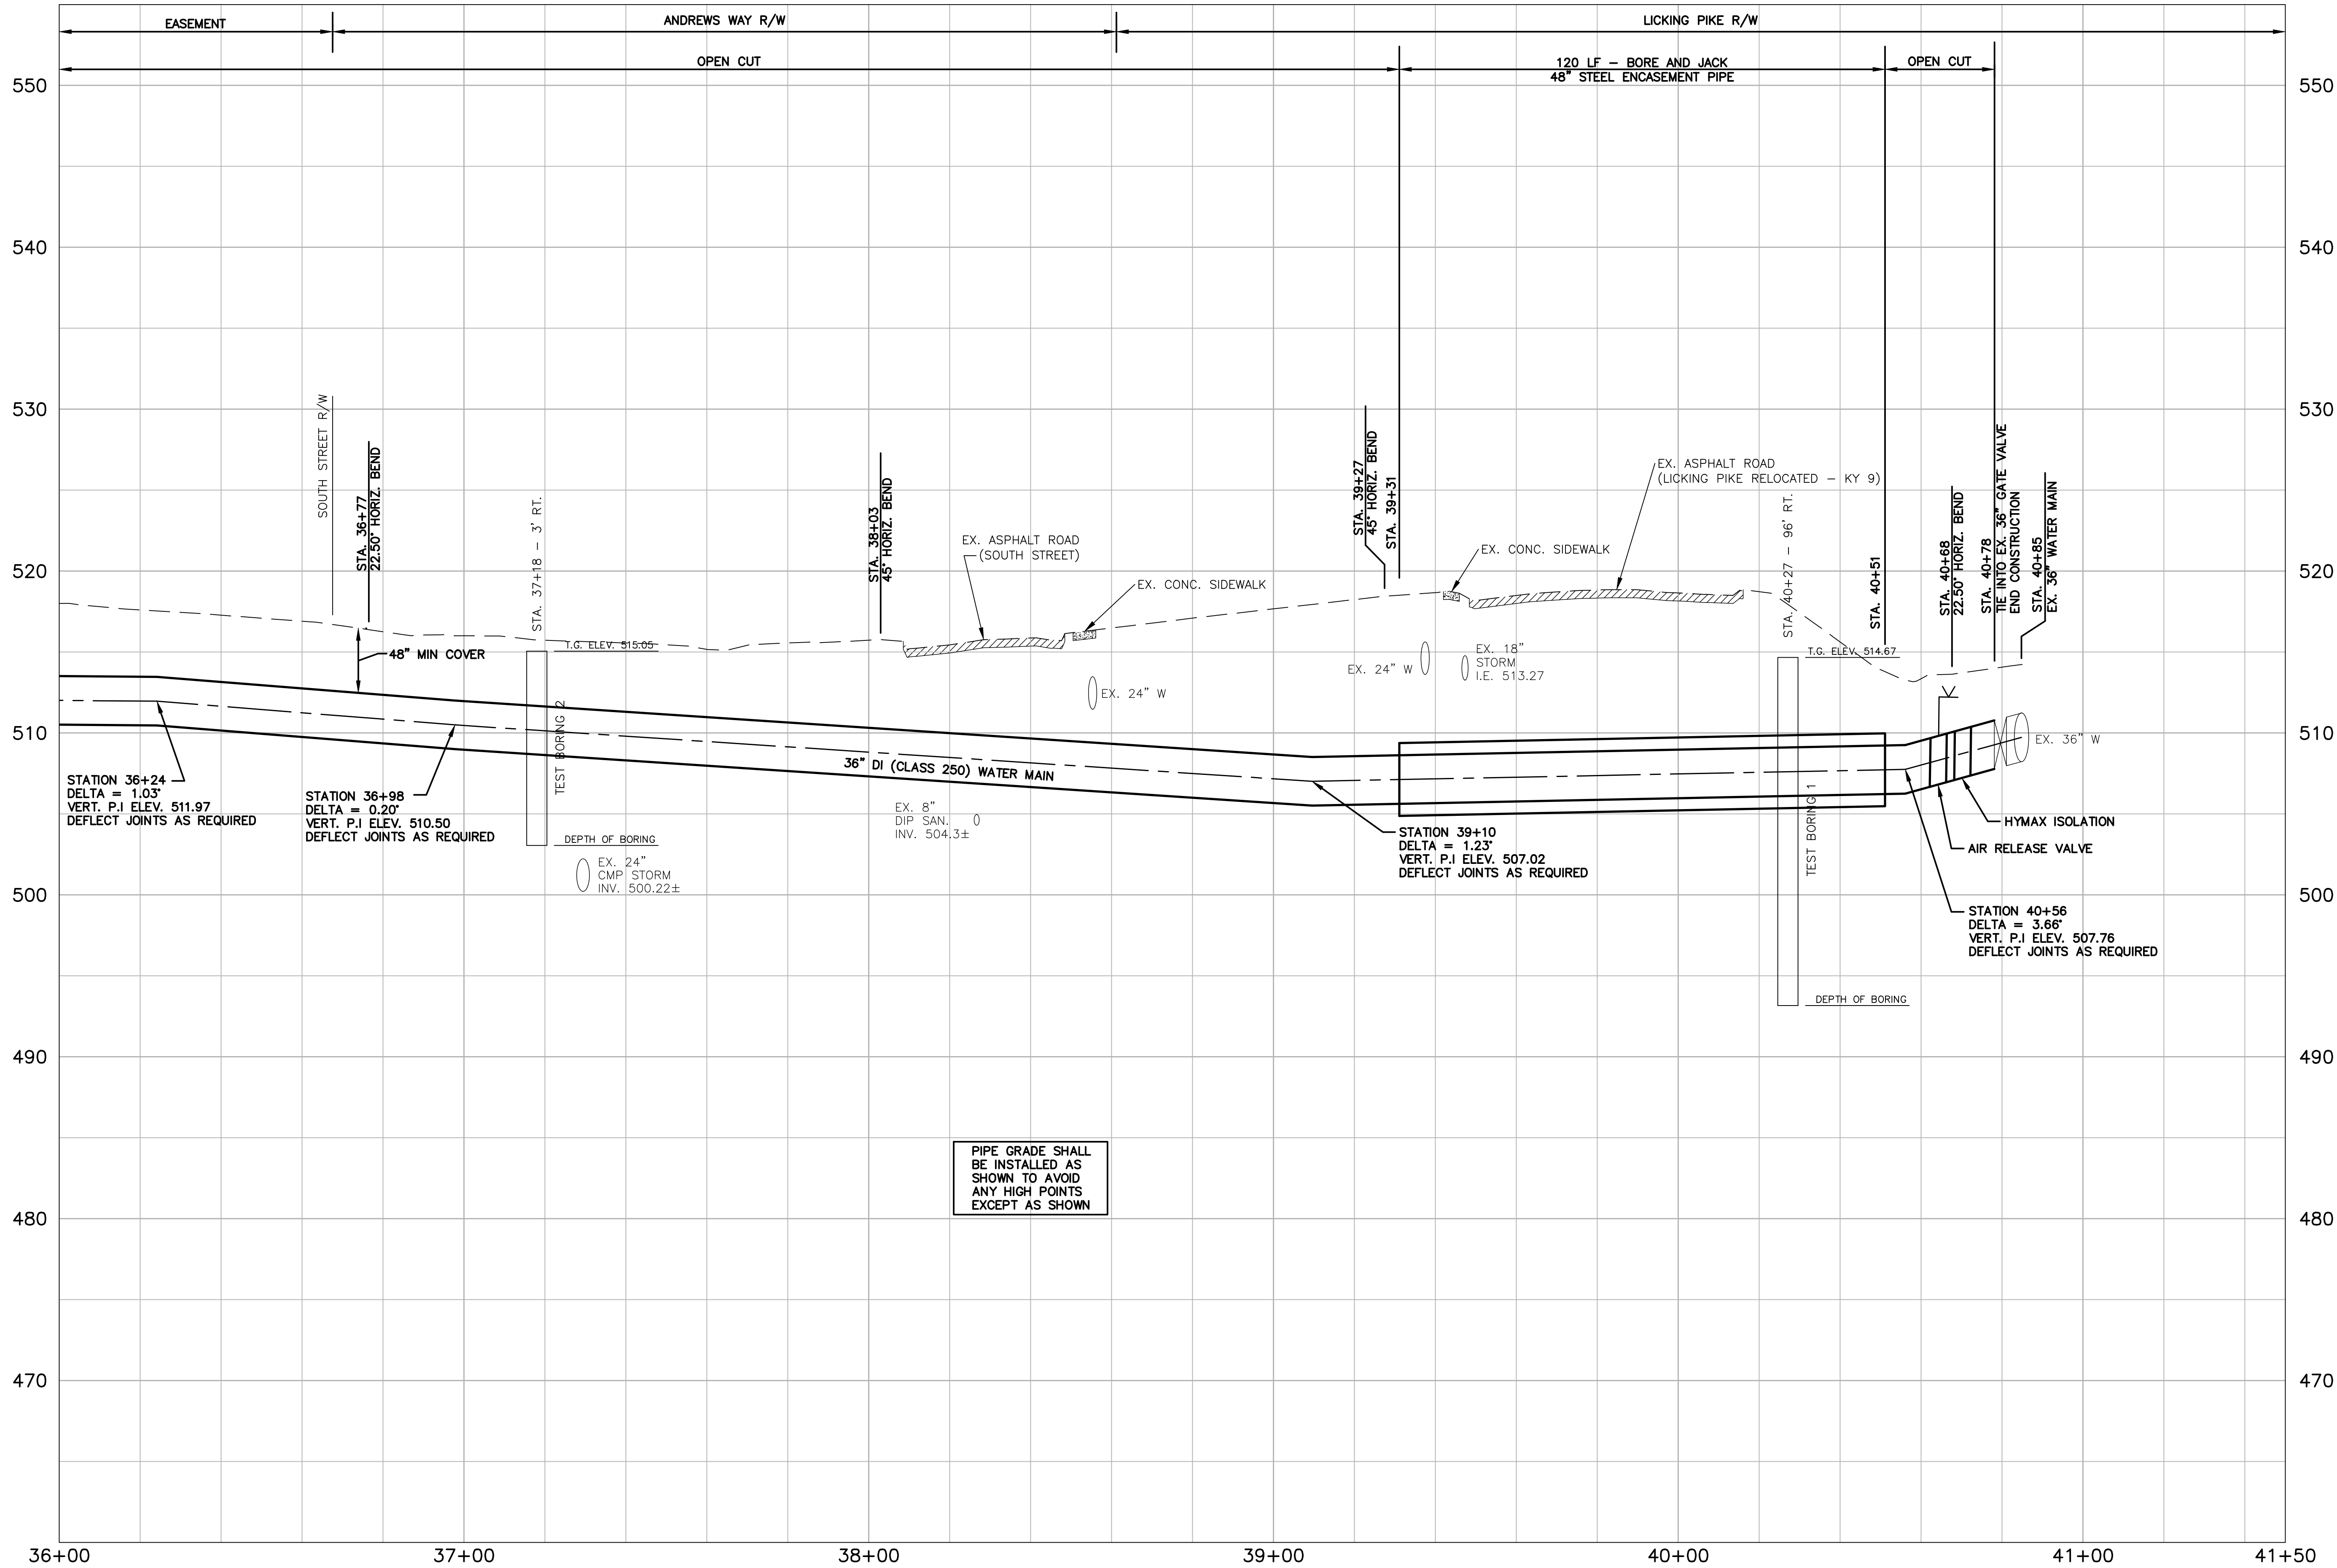 EASEMENT
ANDREWS WAY R/W
LICKING PIKE R/W
OPEN CUT
120 LF – BORE AND JACK
48" STEEL ENCASEMENT PIPE
OPEN CUT
550
550
540
540
530
530
520
520
510
510
500
500
490
490
480
480
470
470
SOUTH STREET R/W
STA. 36+77
22.50° HORIZ. BEND
STA. 37+18 – 3' RT.
STA. 38+03
45° HORIZ. BEND
EX. ASPHALT ROAD
(SOUTH STREET)
EX. CONC. SIDEWALK
STA. 39+27
45° HORIZ. BEND
STA. 39+31
EX. CONC. SIDEWALK
EX. ASPHALT ROAD
(LICKING PIKE RELOCATED – KY 9)
STA. 40+27 – 96' RT.
STA. 40+51
STA. 40+68
22.50° HORIZ. BEND
STA. 40+78
TIE INTO EX. 36" GATE VALVE
END CONSTRUCTION
STA. 40+85
EX. 36" WATER MAIN
48" MIN COVER
T.G. ELEV. 515.05
TEST BORING 2
DEPTH OF BORING
EX. 24" W
EX. 24" W
EX. 18"
STORM
I.E. 513.27
T.G. ELEV. 514.67
TEST BORING 1
DEPTH OF BORING
EX. 36" W
36" DI (CLASS 250) WATER MAIN
STATION 36+24
DELTA = 1.03°
VERT. P.I ELEV. 511.97
DEFLECT JOINTS AS REQUIRED
STATION 36+98
DELTA = 0.20°
VERT. P.I ELEV. 510.50
DEFLECT JOINTS AS REQUIRED
EX. 24"
CMP STORM
INV. 500.22±
EX. 8"
DIP SAN.
INV. 504.3±
STATION 39+10
DELTA = 1.23°
VERT. P.I ELEV. 507.02
DEFLECT JOINTS AS REQUIRED
HYMAX ISOLATION
AIR RELEASE VALVE
STATION 40+56
DELTA = 3.66°
VERT. P.I ELEV. 507.76
DEFLECT JOINTS AS REQUIRED
PIPE GRADE SHALL
BE INSTALLED AS
SHOWN TO AVOID
ANY HIGH POINTS
EXCEPT AS SHOWN
36+00
37+00
38+00
39+00
40+00
41+00
41+50